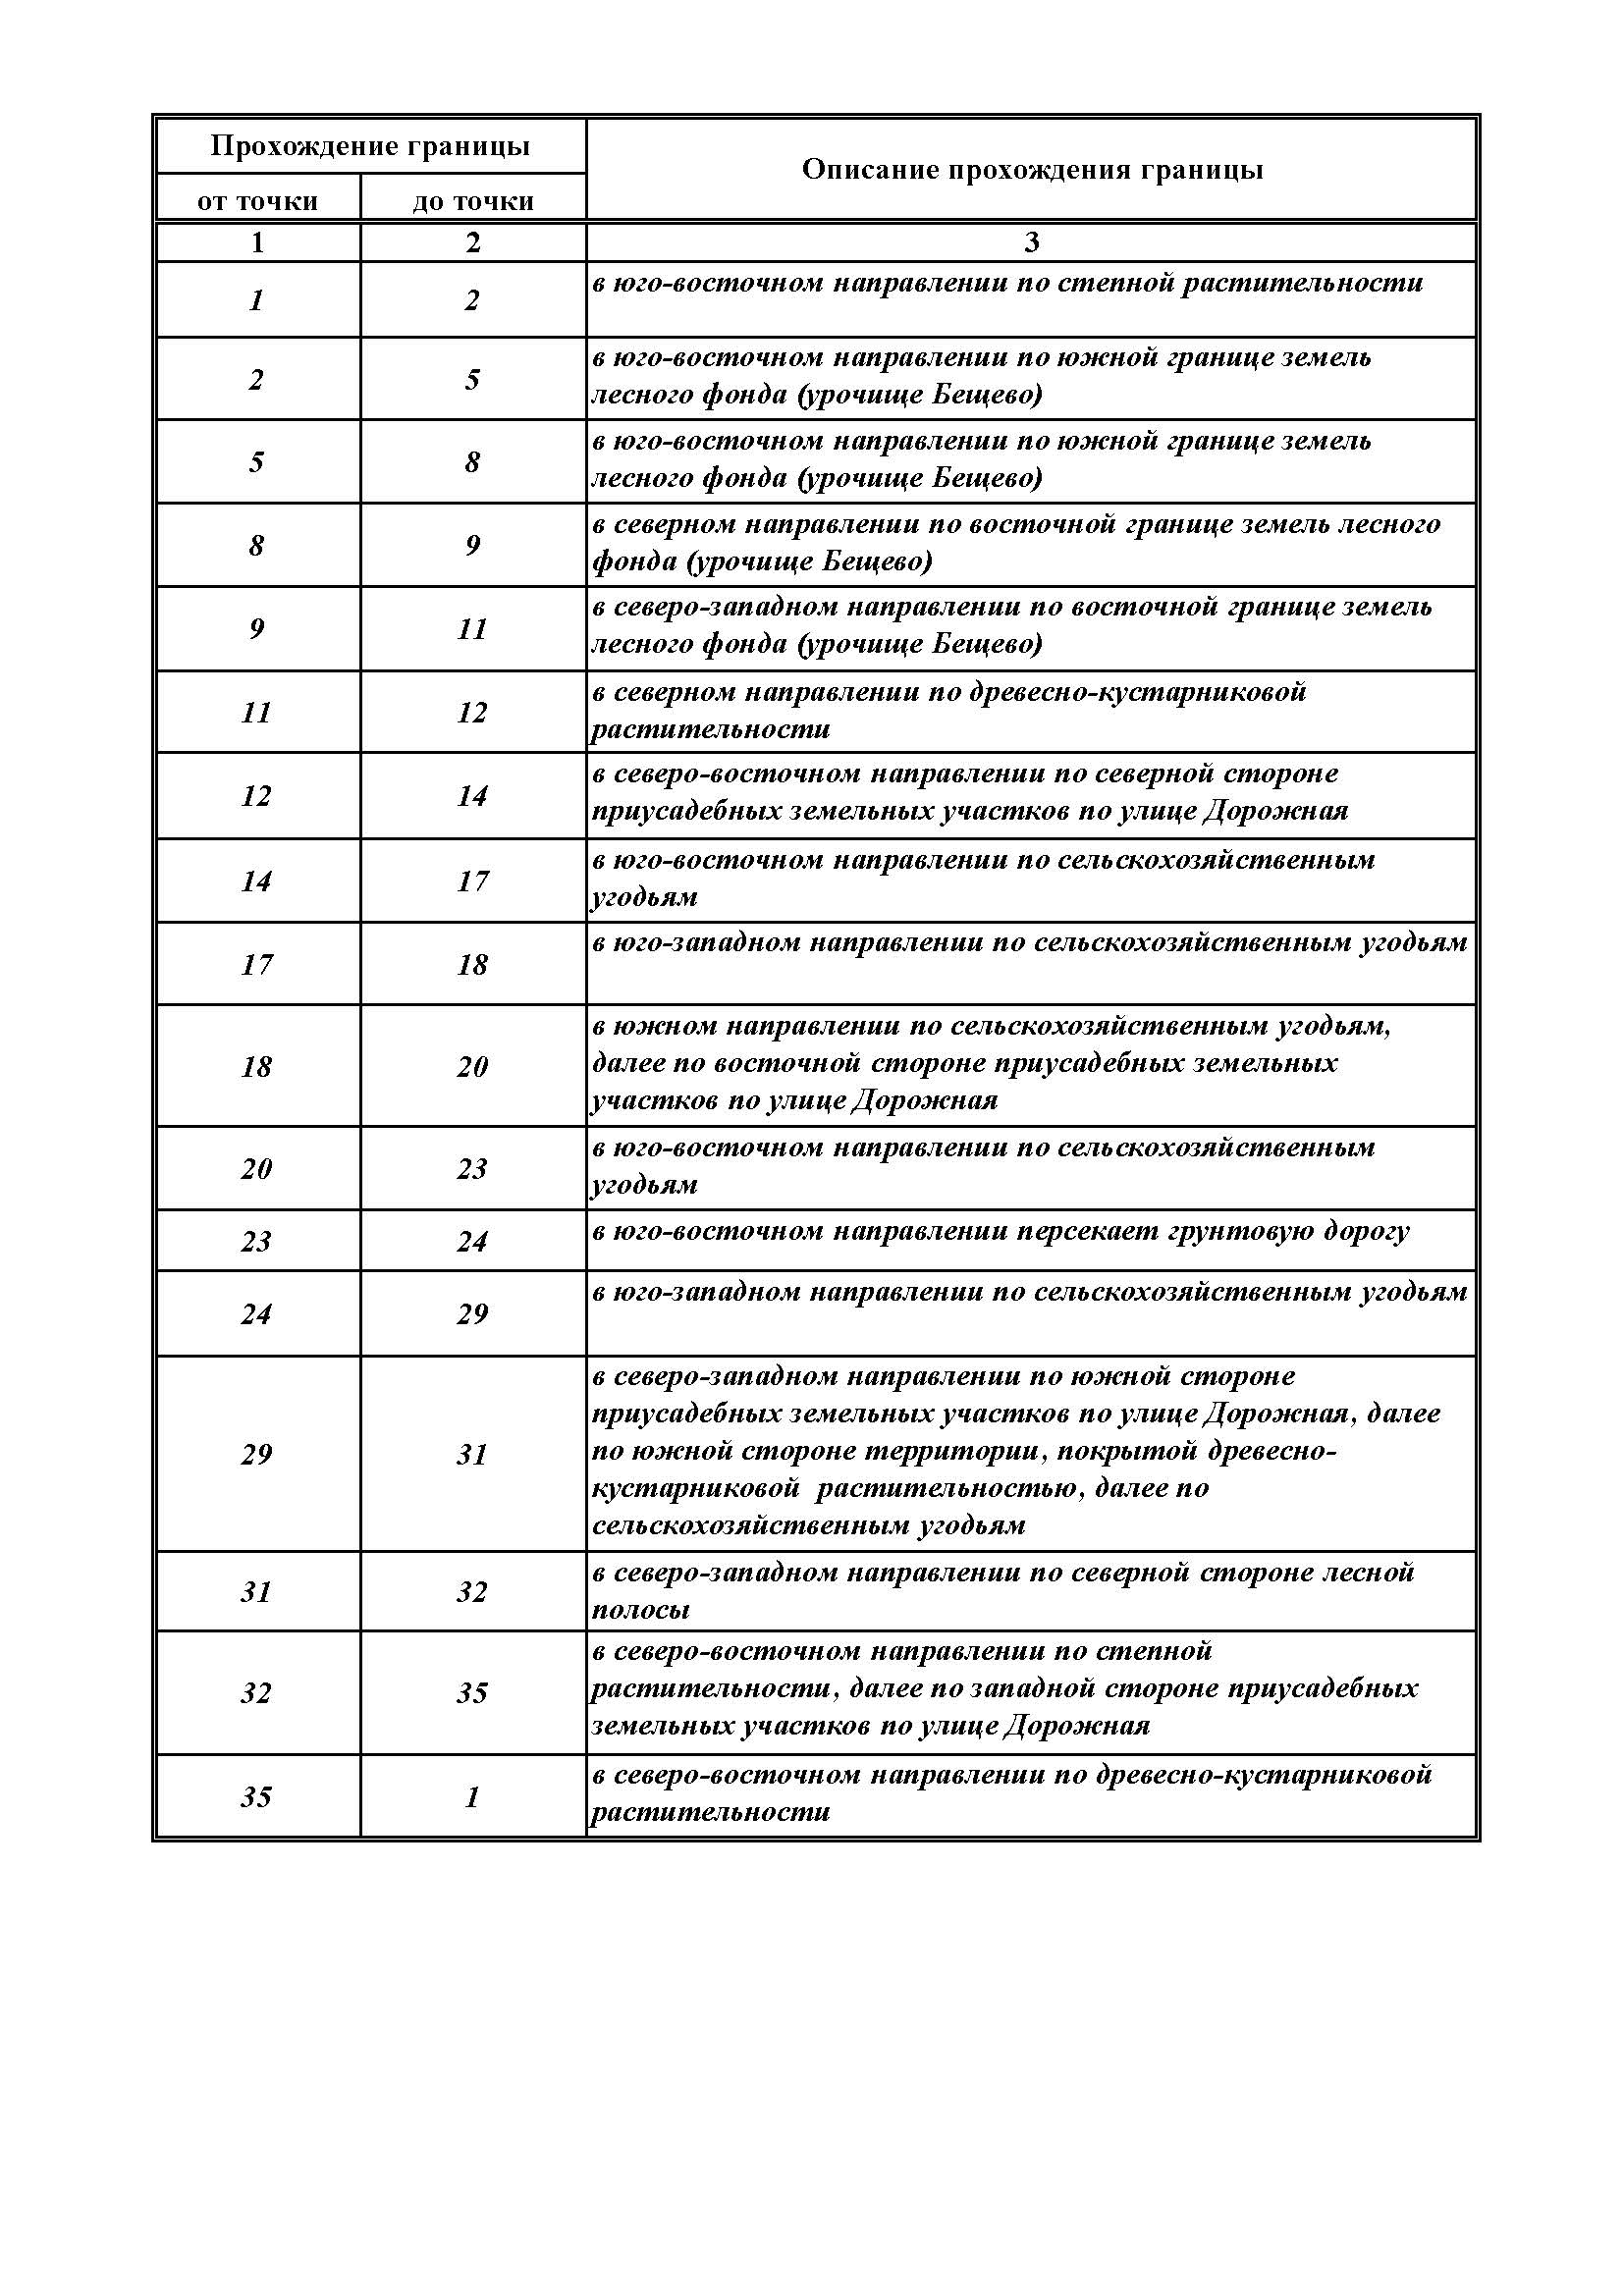 Прохождение границы
Описание прохождения границы
от точки
до точки
1
2
3
1
2
в юго-восточном направлении по степной растительности
2
5
в юго-восточном направлении по южной границе земель
лесного фонда (урочище Бещево)
5
8
в юго-восточном направлении по южной границе земель
лесного фонда (урочище Бещево)
8
9
в северном направлении по восточной границе земель лесного
фонда (урочище Бещево)
9
11
в северо-западном направлении по восточной границе земель
лесного фонда (урочище Бещево)
11
12
в северном направлении по древесно-кустарниковой
растительности
12
14
в северо-восточном направлении по северной стороне
приусадебных земельных участков по улице Дорожная
14
17
в юго-восточном направлении по сельскохозяйственным
угодьям
17
18
в юго-западном направлении по сельскохозяйственным угодьям
18
20
в южном направлении по сельскохозяйственным угодьям,
далее по восточной стороне приусадебных земельных
участков по улице Дорожная
20
23
в юго-восточном направлении по сельскохозяйственным
угодьям
23
24
в юго-восточном направлении персекает грунтовую дорогу
24
29
в юго-западном направлении по сельскохозяйственным угодьям
29
31
в северо-западном направлении по южной стороне
приусадебных земельных участков по улице Дорожная, далее
по южной стороне территории, покрытой древесно-
кустарниковой  растительностью, далее по
сельскохозяйственным угодьям
31
32
в северо-западном направлении по северной стороне лесной
полосы
32
35
в северо-восточном направлении по степной
растительности, далее по западной стороне приусадебных
земельных участков по улице Дорожная
35
1
в северо-восточном направлении по древесно-кустарниковой
растительности